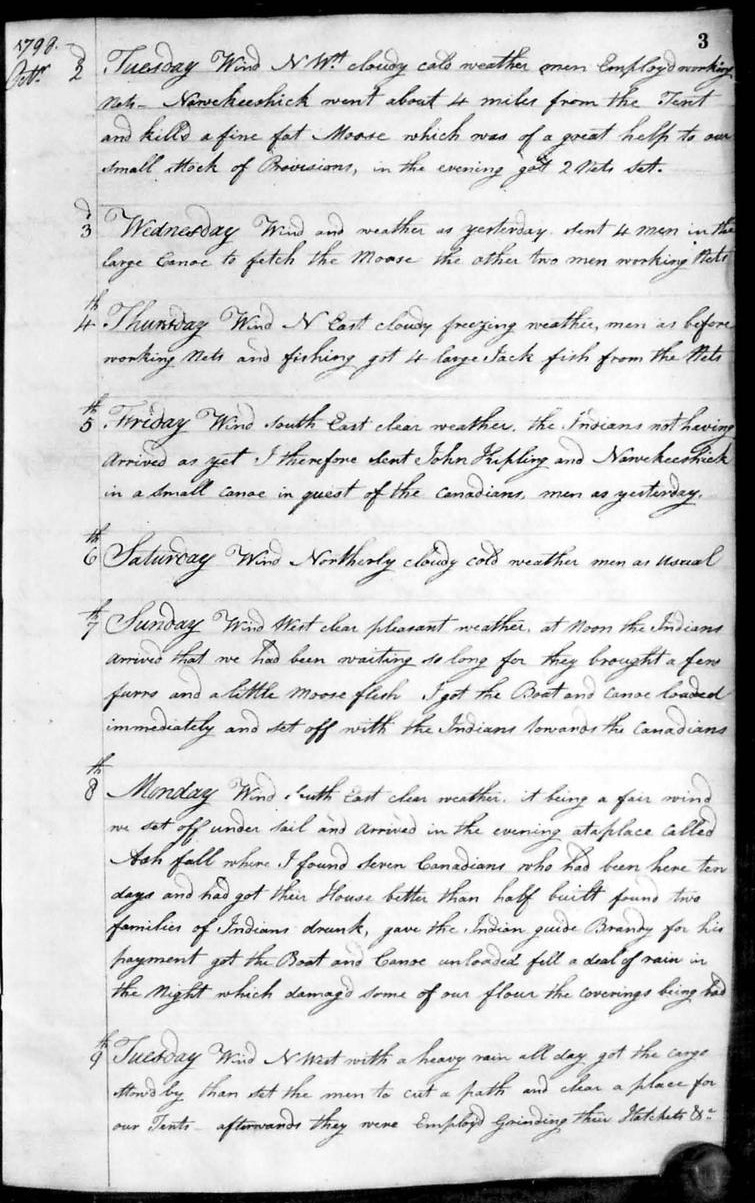 3
1798.
Octr.
2d Tuesday Wind N Wt. cloudy cold weather men Employd working
Nets – Nawekeeshick went about 4 miles from the Tent
and killd a fine fat Moose which was of a great help to our
small stock of Provisions, in the evening got 2 Nets set.
3d Wednesday Wind and weather as yesterday. sent 4 men in the
large Canoe to fetch the Moose the other two men working Nets
4th Thursday Wind N East cloudy freezing weather, men as before
working Nets and fishing got 4 large Jack fish from the Nets
5th Friday Wind South East clear weather. the Indians not having
arrived as yet I therefore sent John Kipling and Nawekeeshick
in a small canoe in quest of the Canadians. men as yesterday.
6th Saturday Wind Northerly cloudy cold weather men as usual
7th Sunday Wind West clear pleasant weather. at Noon the Indians
arrived that we had been waiting so long for they brought a few
furrs and a little moose flesh I got the Boat and Canoe loaded
immediately and set off with the Indians towards the Canadians
8th Monday Wind South East clear weather. it being a fair wind
we set off under sail and arrived in the evening at a place called
Ash fall where I found seven Canadians who had been here ten
days and had got their House better than half built found two
families of Indians drunk, gave the Indian guide Brandy for his
payment got the Boat and Canoe unloaded fell a deal of rain in
the Night which damagd some of our flour the coverings being bad
9th Tuesday Wind N West with a heavy rain all day got the cargo
stowd by than set the men to cut a path and clear a place for
our Tents – afterwards they were Employd Grinding their Hatchets &c